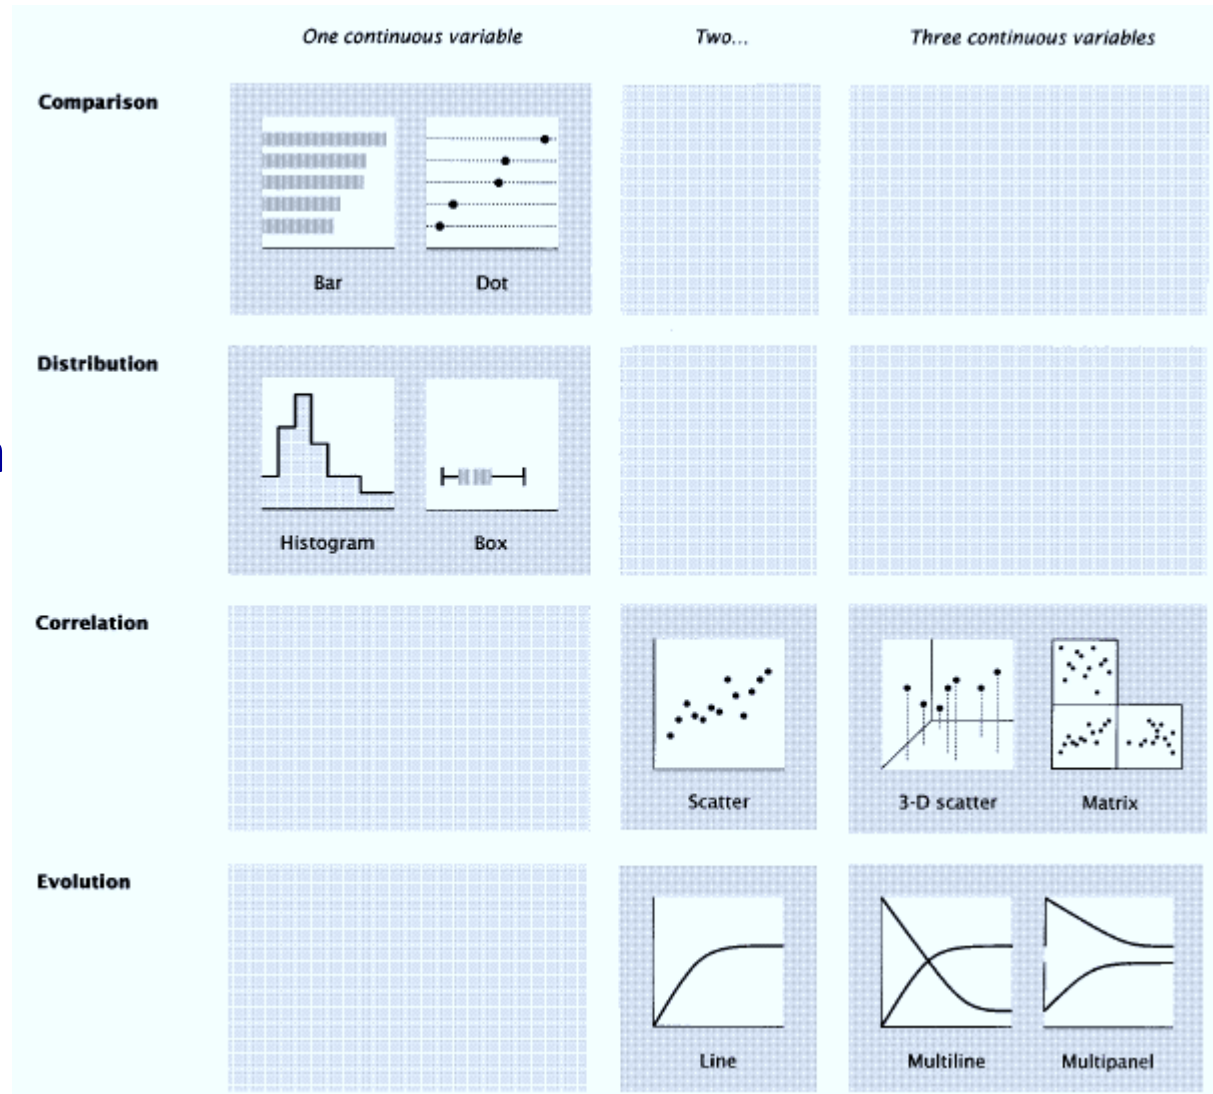 One continuous variable Two... Three continuous variables
Comparison
Bar Dot
Distribution
Histogram Box
Correlation
Scatter 3-D scatter Matrix
Evolution
Line Multiline Multipanel